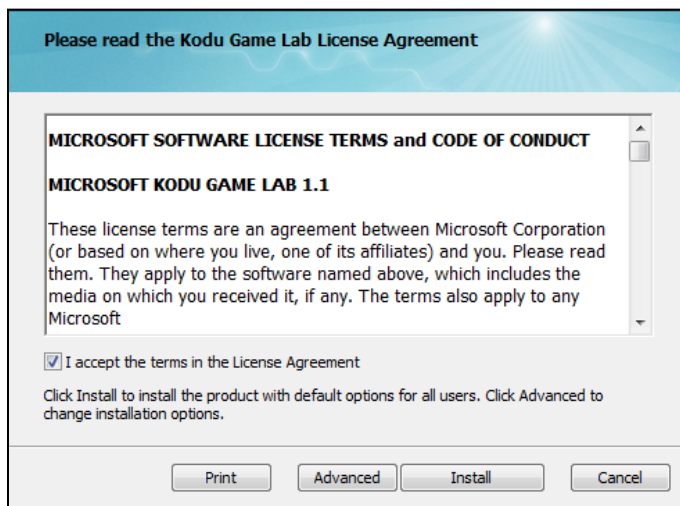 Please read the Kodu Game Lab License Agreement
MICROSOFT SOFTWARE LICENSE TERMS and CODE OF CONDUCT
MICROSOFT KODU GAME LAB 1.1
These license terms are an agreement between Microsoft Corporation
(or based on where you live, one of its affiliates) and you. Please read
them. They apply to the software named above, which includes the
media on which you received it, if any. The terms also apply to any
Microsoft
I accept the terms in the License Agreement
Click Install to install the product with default options for all users. Click Advanced to
change installation options.
Print Advanced Install Cancel